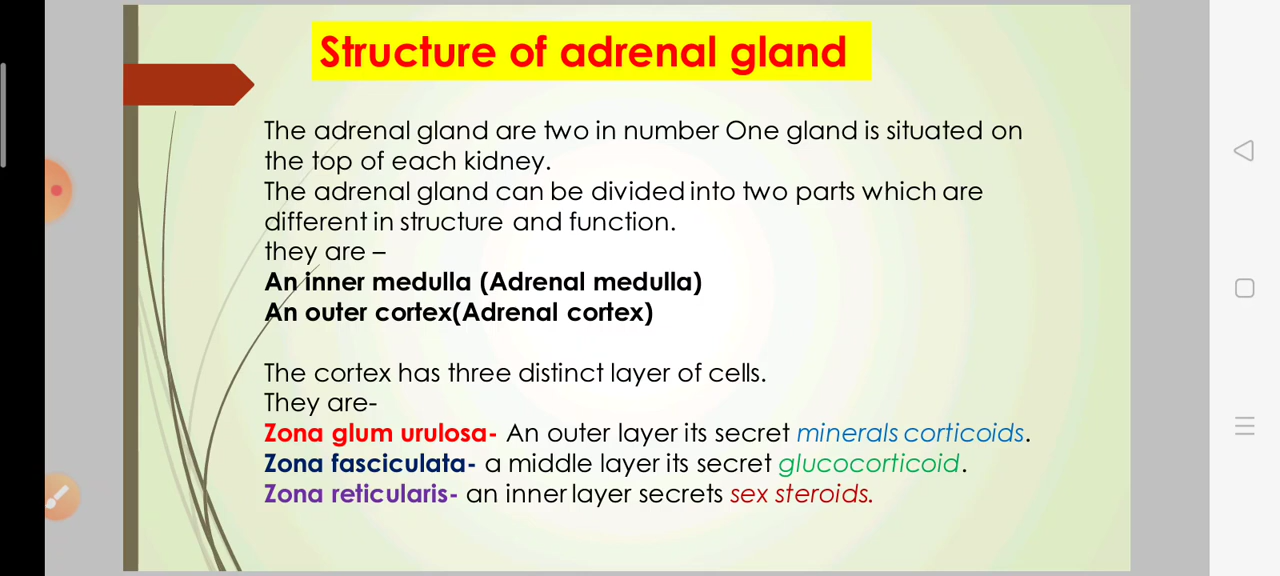 Structure of adrenal gland
The adrenal gland are two in number One gland is situated on
the top of each kidney.
The adrenal gland can be divided into two parts which are
different in structure and function.
they are –
An inner medulla (Adrenal medulla)
An outer cortex(Adrenal cortex)
The cortex has three distinct layer of cells.
They are-
Zona glum urulosa- An outer layer its secret minerals corticoids.
Zona fasciculata- a middle layer its secret glucocorticoid.
Zona reticularis- an inner layer secrets sex steroids.